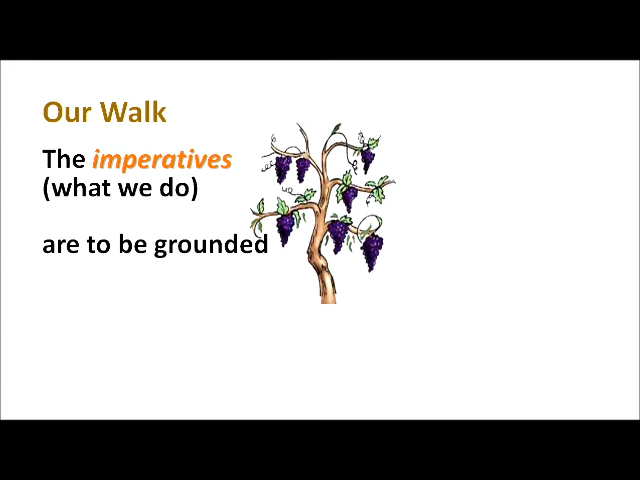 Our Walk
The imperatives
(what we do)
are to be grounded